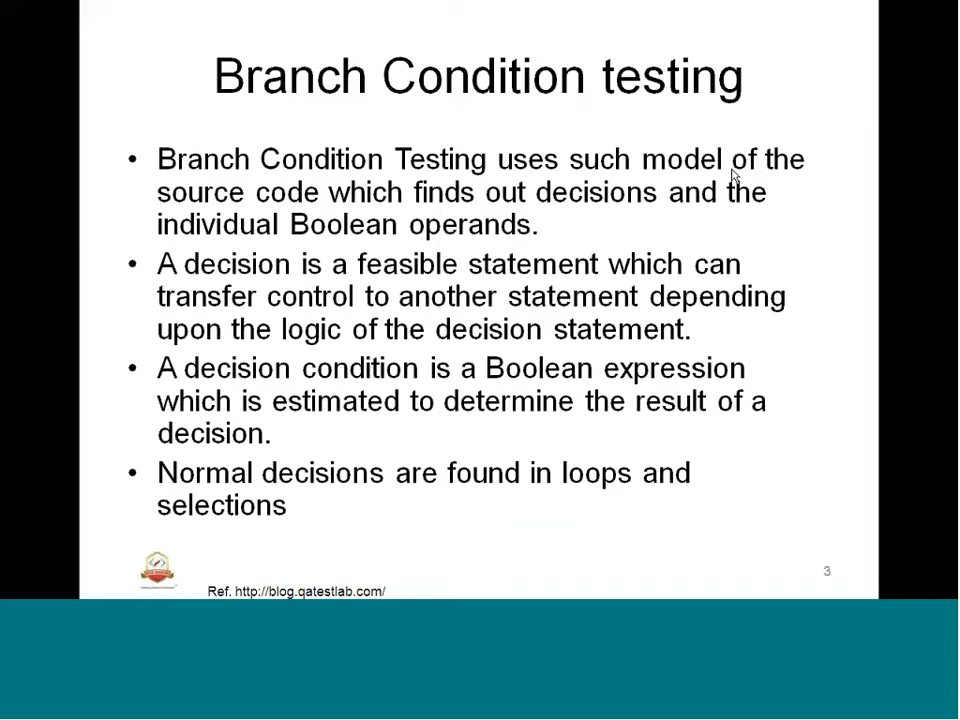 Branch Condition testing
• Branch Condition Testing uses such model of the
source code which finds out decisions and the
individual Boolean operands.
• A decision is a feasible statement which can
transfer control to another statement depending
upon the logic of the decision statement.
• A decision condition is a Boolean expression
which is estimated to determine the result of a
decision.
• Normal decisions are found in loops and
selections
3
Ref. http://blog.qatestlab.com/